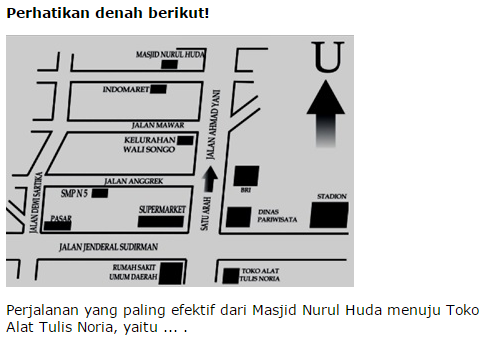 Perhatikan denah berikut!
MASJID NURUL HUDA
U
INDOMARET
JALAN AHMAD YANI
JALAN MAWAR
KELURAHAN
WALI SONGO
JALAN ANGGREK
JALAN DEWI SARTIKA
SMP N 5
BRI
STADION
SUPERMARKET
SATU ARAH
DINAS
PARIWISATA
PASAR
JALAN JENDERAL SUDIRMAN
RUMAH SAKIT
UMUM DAERAH
TOKO ALAT
TULIS NORIA
Perjalanan yang paling efektif dari Masjid Nurul Huda menuju Toko
Alat Tulis Noria, yaitu ... .